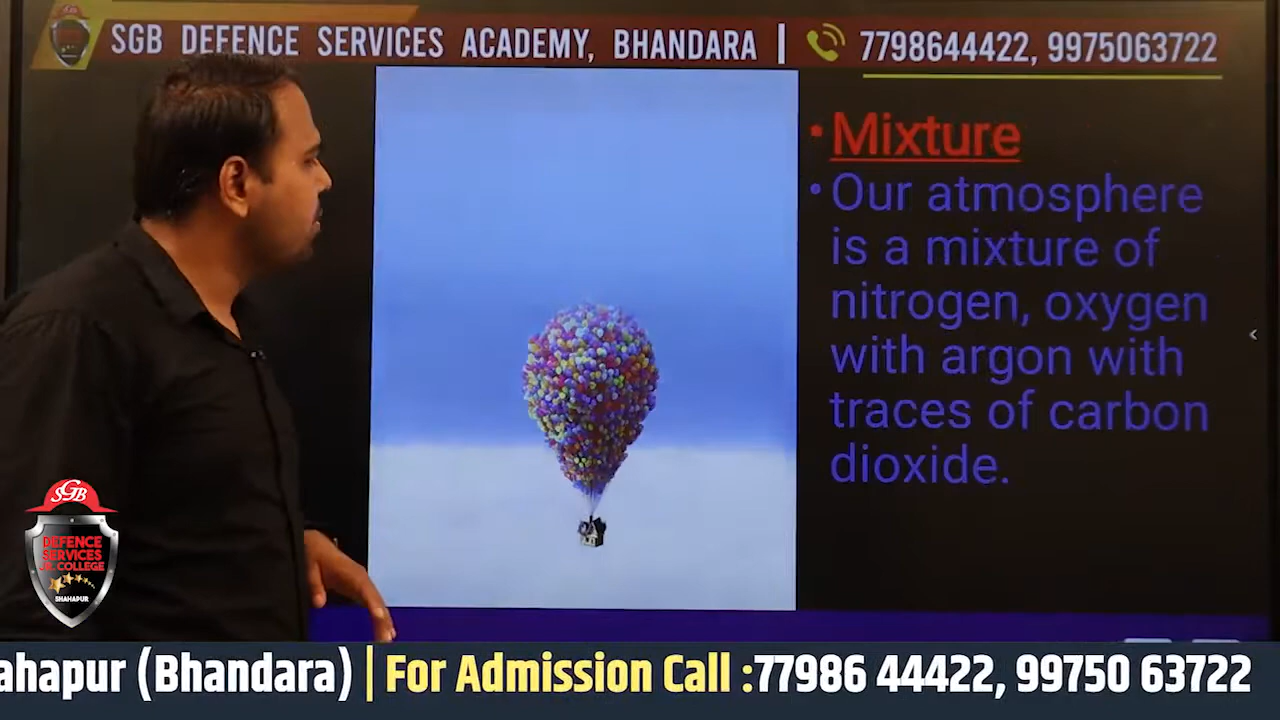 SGB DEFENCE SERVICES ACADEMY, BHANDARA | 7798644422, 9975063722
• Mixture
• Our atmosphere
is a mixture of
nitrogen, oxygen
with argon with
traces of carbon
dioxide.
SGB
DEFENCE
SERVICES
JR. COLLEGE
SHAHAPUR
ahapur (Bhandara) | For Admission Call :77986 44422, 99750 63722